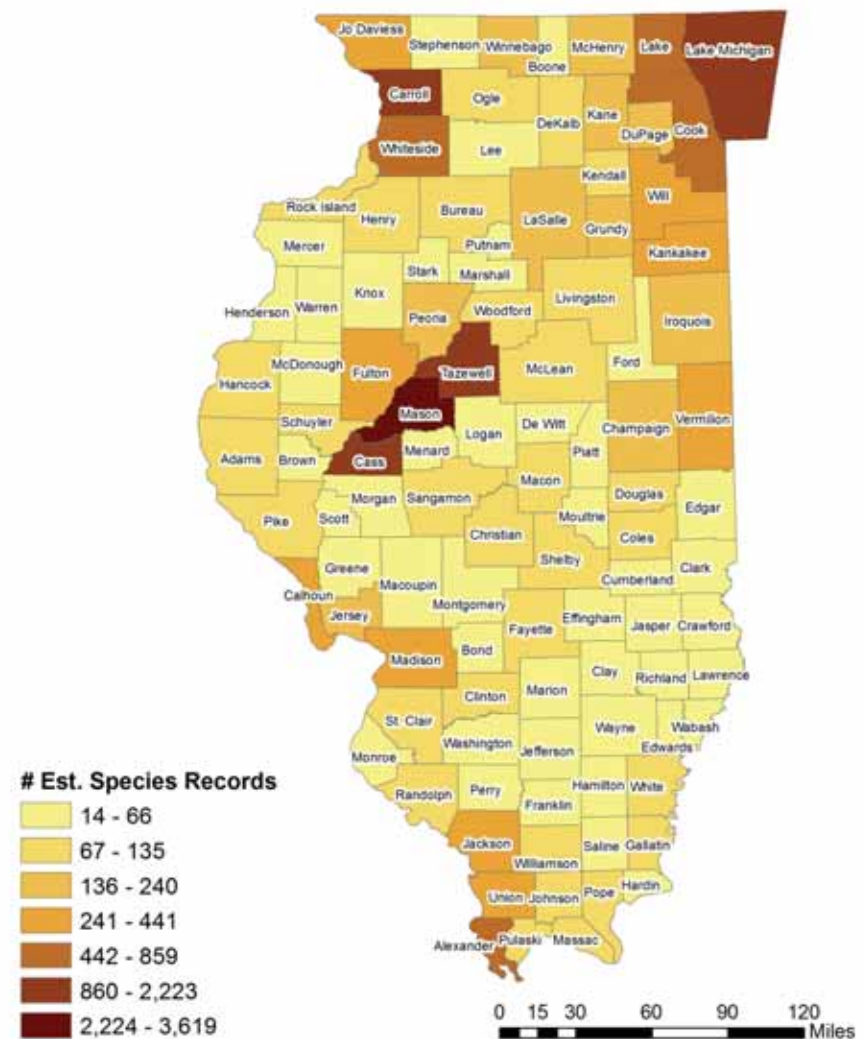 Jo Daviess
Stephenson
Winnebago
Boone
McHenry
Lake
Lake Michigan
Carroll
Ogle
DeKalb
Kane
DuPage
Cook
Whiteside
Lee
Kendall
Will
Rock Island
Henry
Bureau
LaSalle
Grundy
Mercer
Putnam
Kankakee
Stark
Marshall
Knox
Henderson
Warren
Peoria
Woodford
Livingston
Iroquois
McDonough
Fulton
Tazewell
McLean
Ford
Hancock
Mason
Schuyler
Logan
De Witt
Champaign
Vermilion
Adams
Brown
Cass
Menard
Piatt
Macon
Morgan
Sangamon
Douglas
Edgar
Pike
Scott
Christian
Moultrie
Coles
Shelby
Greene
Macoupin
Cumberland
Clark
Calhoun
Montgomery
Jersey
Fayette
Effingham
Jasper
Crawford
Madison
Bond
Clay
Richland
Lawrence
Clinton
Marion
St. Clair
Wayne
Wabash
Washington
Jefferson
Edwards
Monroe
Randolph
Perry
Hamilton
White
Franklin
Jackson
Saline
Gallatin
Williamson
Union
Johnson
Pope
Hardin
Alexander
Pulaski
Massac
# Est. Species Records
14 - 66
67 - 135
136 - 240
241 - 441
442 - 859
860 - 2,223
2,224 - 3,619
0 15 30 60 90 120
Miles